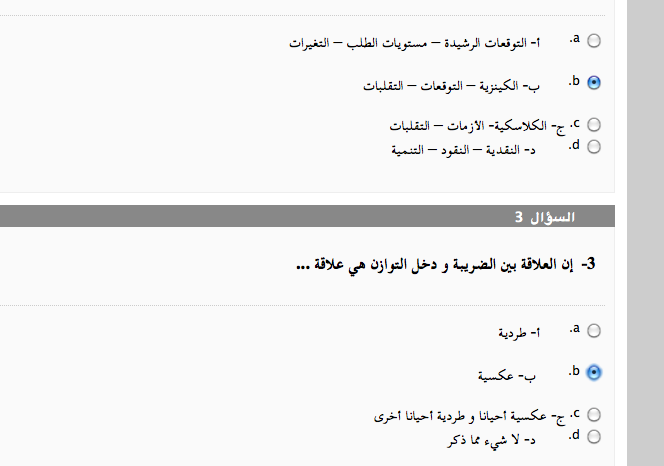 a. أ- التوقعات الرشيدة – مستويات الطلب – التغيرات
b. ب- الكينزية – التوقعات – التقلبات
c. ج- الكلاسكية- الأزمات – التقلبات
d. د- النقدية – النقود – التنمية
السؤال 3
3- إن العلاقة بين الضريبة و دخل التوازن هي علاقة ...
a. أ- طردية
b. ب- عكسية
c. ج- عكسية أحيانا و طردية أحيانا أخرى
d. د- لا شيء مما ذكر